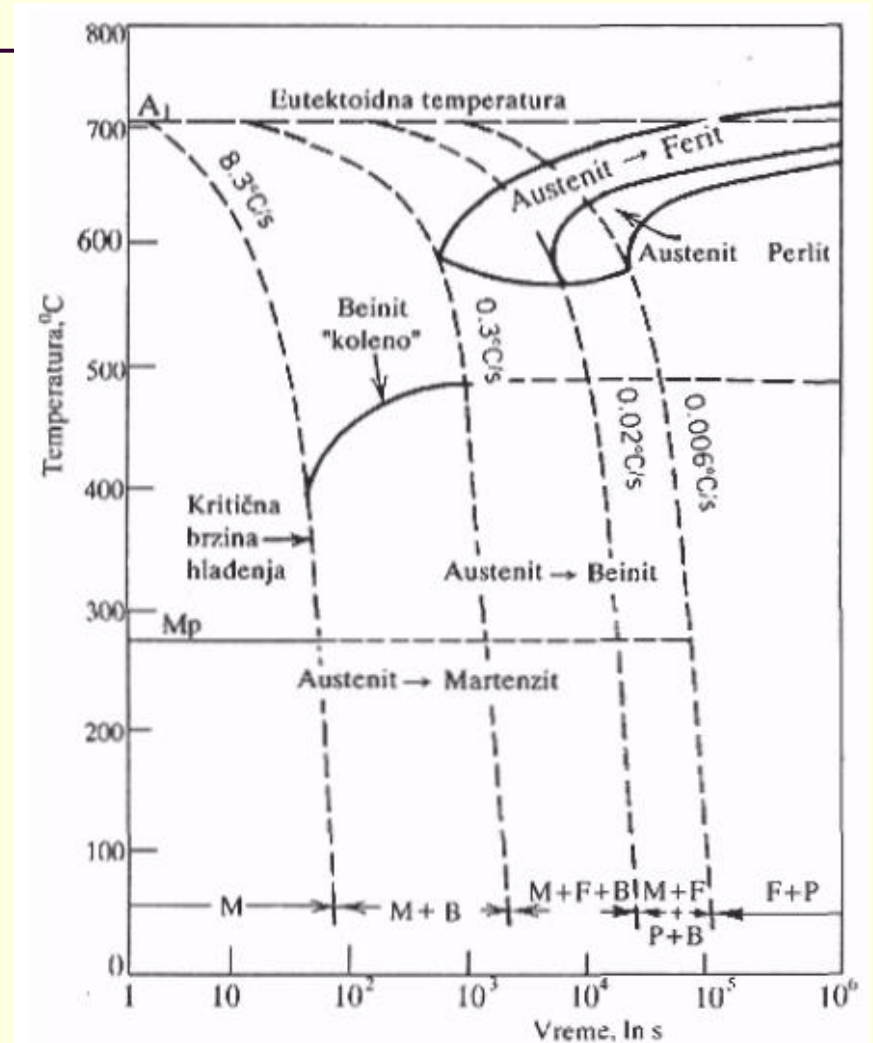 800
A1
Eutektoidna temperatura
700
8.3°C/s
Austenit → Ferit
600
Austenit Perlit
Temperatura,⁰C
Beinit
"koleno"
0.3°C/s
500
0.02°C/s
0.006°C/s
400
Kritična
brzina
hlađenja
Austenit → Beinit
300
Mp
Austenit → Martenzit
200
100
M
M + B
M+F+B
M+F
+
P+B
F+P
0
1
10
10²
10³
10⁴
10⁵
10⁶
Vreme, ln s